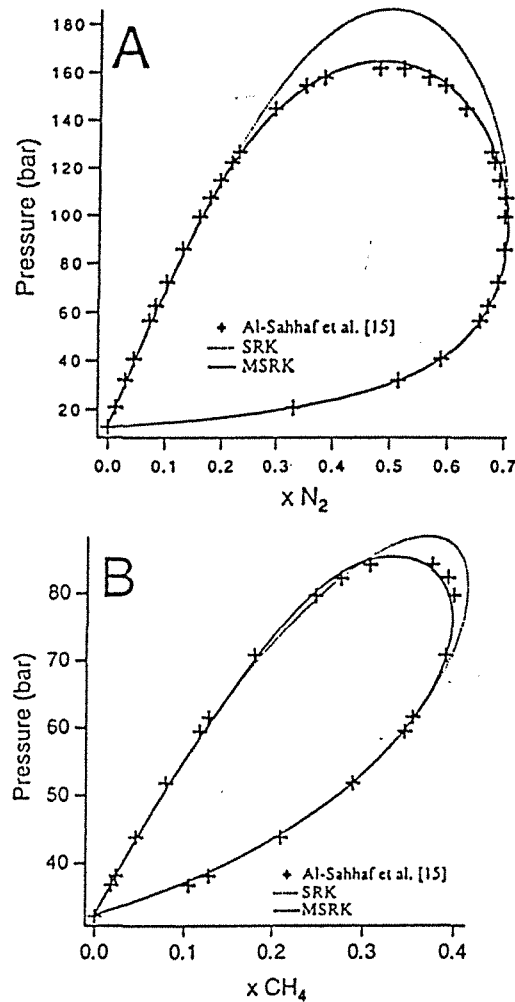 A
180
160
140
120
100
80
60
40
20
Pressure (bar)
+ Al-Sahhaf et al. [15]
SRK
MSRK
0.0 0.1 0.2 0.3 0.4 0.5 0.6 0.7
x N₂
B
80
70
60
50
40
Pressure (bar)
+ Al-Sahhaf et al. [15]
SRK
MSRK
0.0 0.1 0.2 0.3 0.4
x CH₄